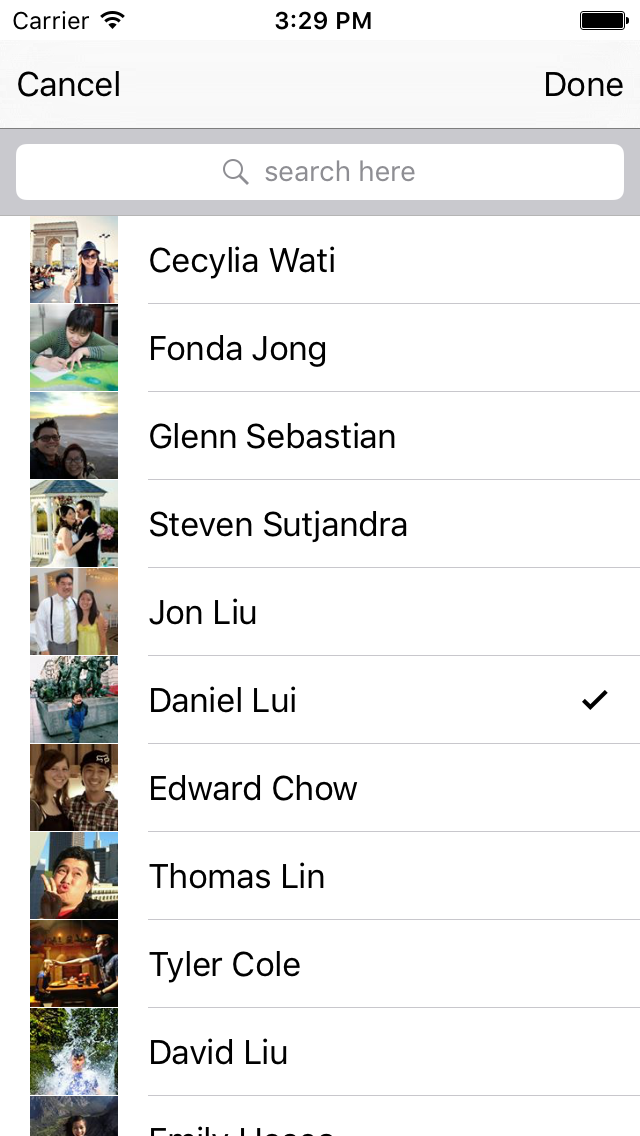 Carrier 3:29 PM
Cancel Done
search here
Cecylia Wati
Fonda Jong
Glenn Sebastian
Steven Sutjandra
Jon Liu
Daniel Lui
Edward Chow
Thomas Lin
Tyler Cole
David Liu
Emily